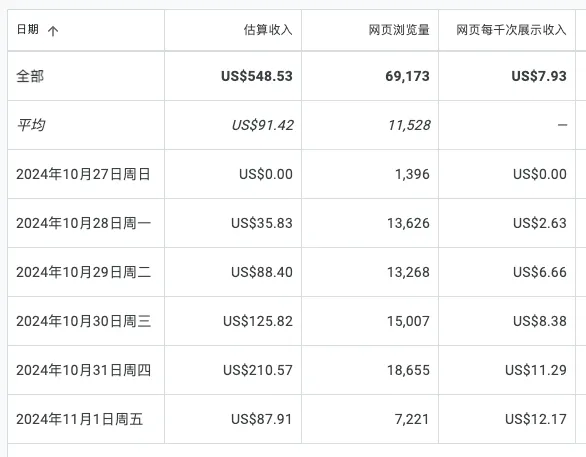 日期 ↑ 估算收入 网页浏览量 网页每千次展示收入
全部 US$548.53 69,173 US$7.93
平均 US$91.42 11,528 —
2024年10月27日周日 US$0.00 1,396 US$0.00
2024年10月28日周一 US$35.83 13,626 US$2.63
2024年10月29日周二 US$88.40 13,268 US$6.66
2024年10月30日周三 US$125.82 15,007 US$8.38
2024年10月31日周四 US$210.57 18,655 US$11.29
2024年11月1日周五 US$87.91 7,221 US$12.17